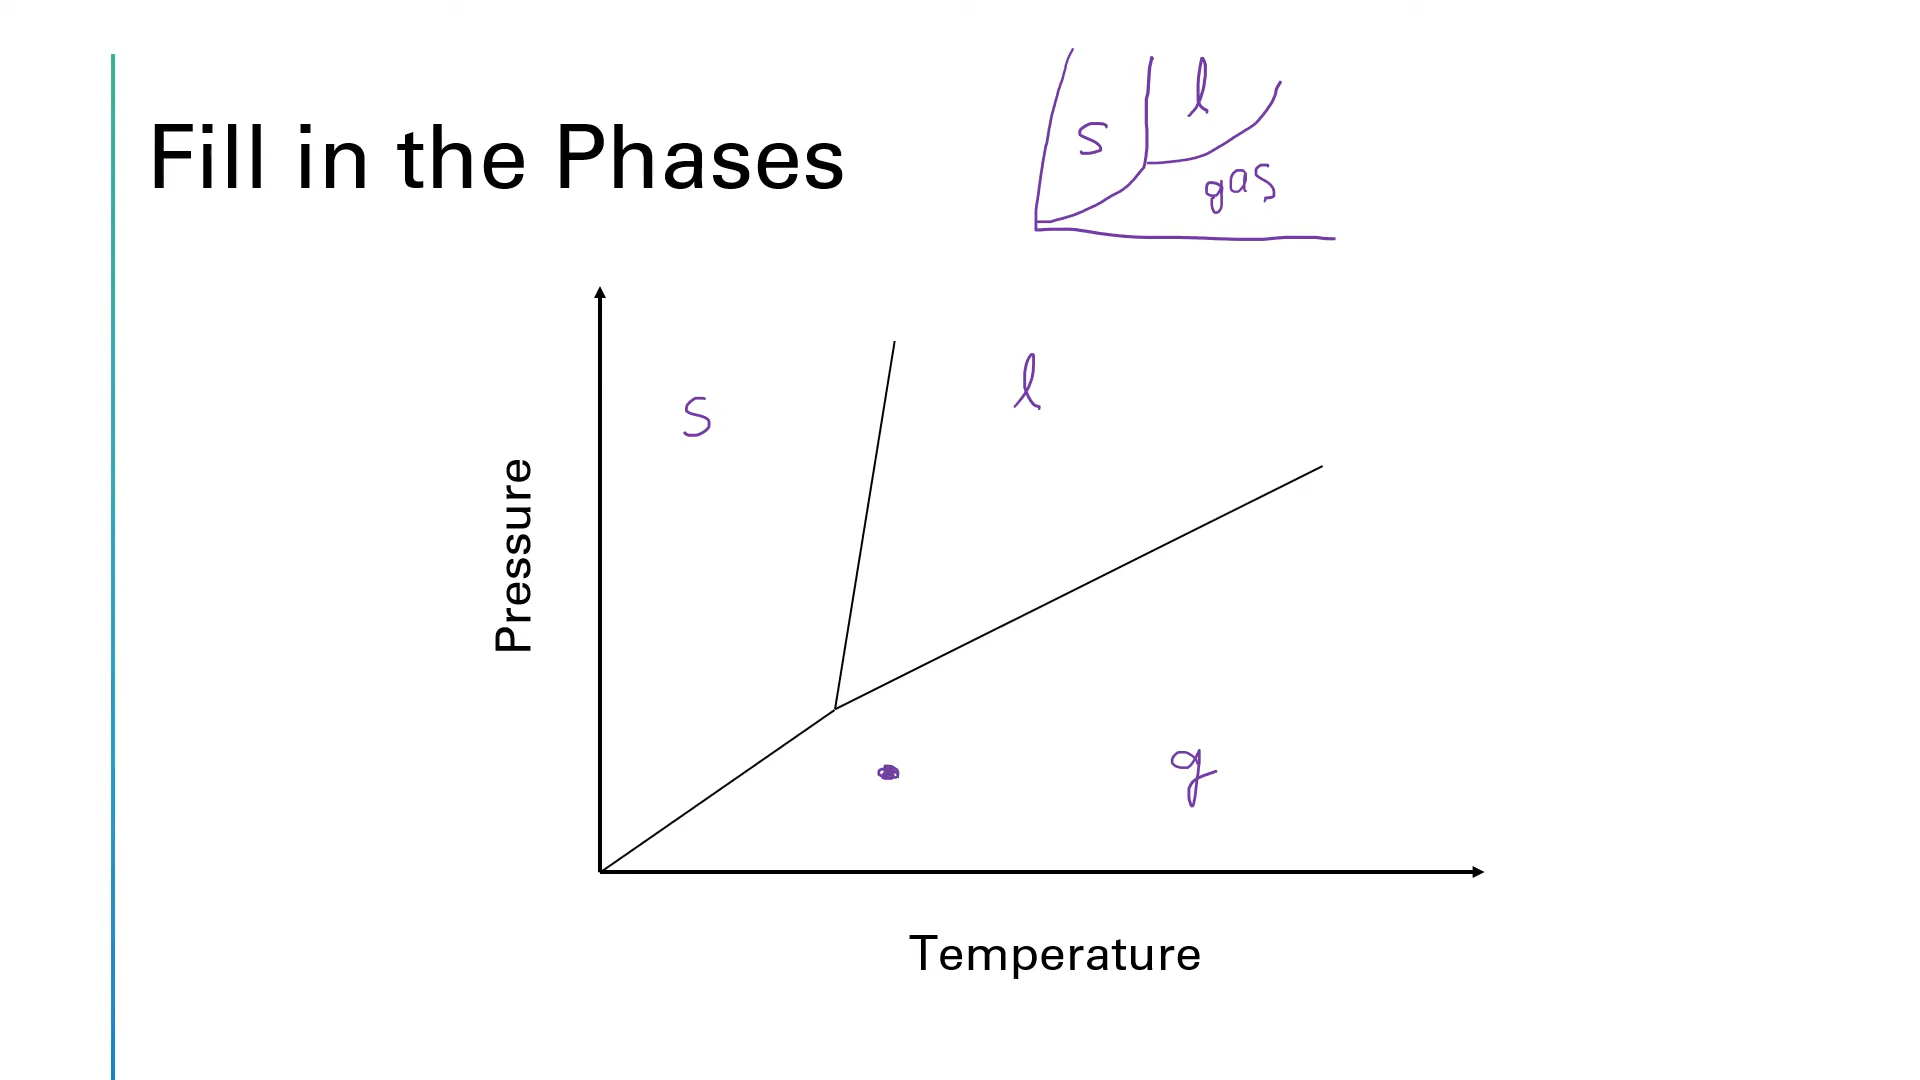 Fill in the Phases
s
l
gas
s
l
Pressure
g
Temperature